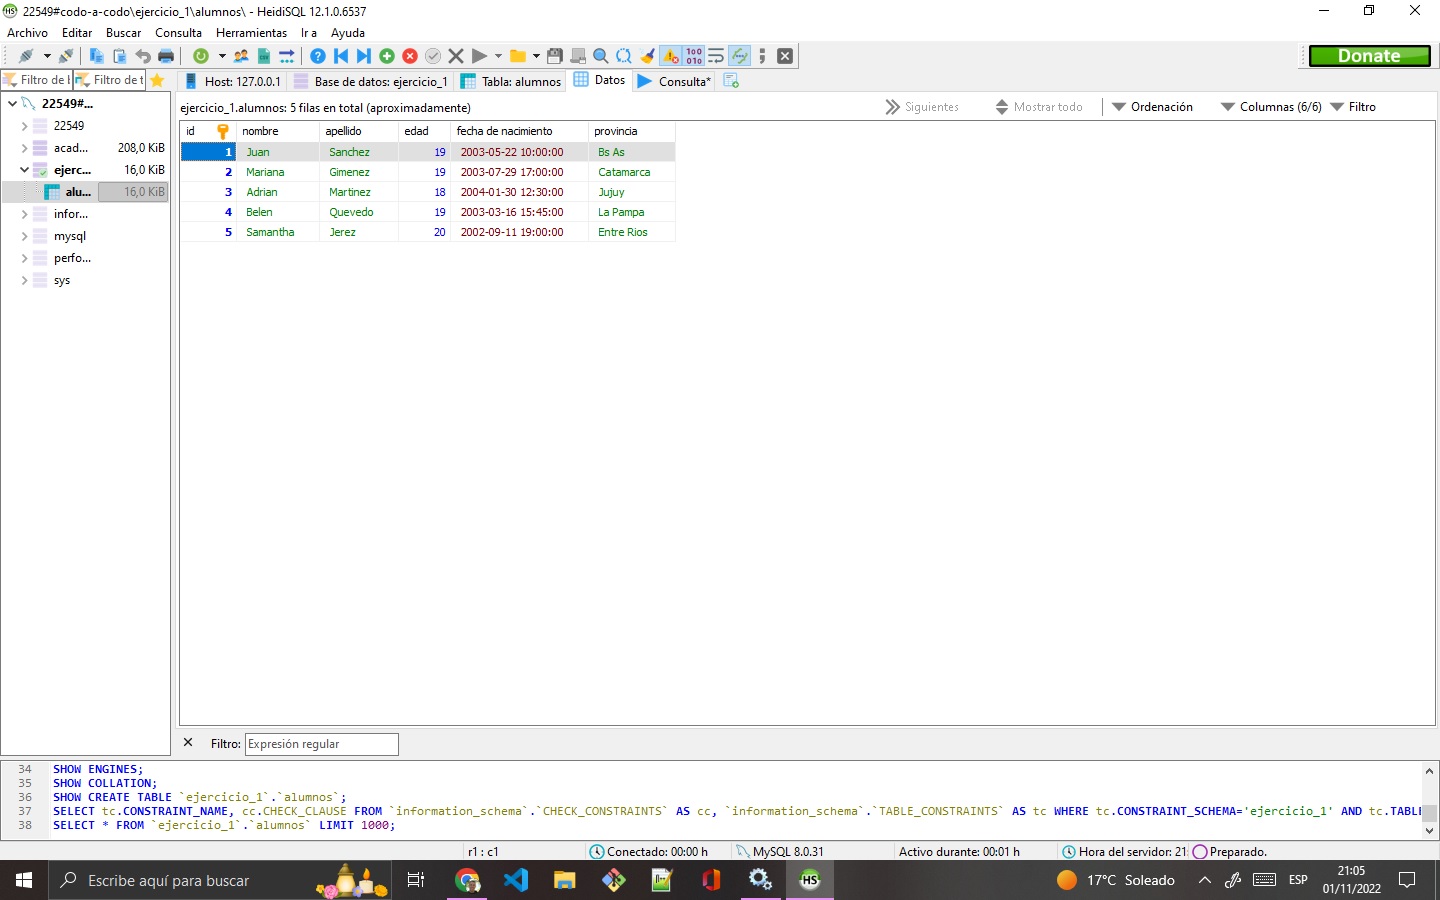 22549#codo-a-codo\ejercicio_1\alumnos\ - HeidiSQL 12.1.0.6537
Archivo Editar Buscar Consulta Herramientas Ir a Ayuda
Donate
Filtro de Filtro de t
Host: 127.0.0.1 Base de datos: ejercicio_1 Tabla: alumnos Datos Consulta*
22549#...
22549
acad... 208,0 KiB
ejerc... 16,0 KiB
alu... 16,0 KiB
infor...
mysql
perfo...
sys
ejercicio_1.alumnos: 5 filas en total (aproximadamente) Siguientes Mostrar todo Ordenación Columnas (6/6) Filtro
id nombre apellido edad fecha de nacimiento provincia
1 Juan Sanchez 19 2003-05-22 10:00:00 Bs As
2 Mariana Gimenez 19 2003-07-29 17:00:00 Catamarca
3 Adrian Martinez 18 2004-01-30 12:30:00 Jujuy
4 Belen Quevedo 19 2003-03-16 15:45:00 La Pampa
5 Samantha Jerez 20 2002-09-11 19:00:00 Entre Rios
Filtro: Expresión regular
34 SHOW ENGINES;
35 SHOW COLLATION;
36 SHOW CREATE TABLE `ejercicio_1`.`alumnos`;
37 SELECT tc.CONSTRAINT_NAME, cc.CHECK_CLAUSE FROM `information_schema`.`CHECK_CONSTRAINTS` AS cc, `information_schema`.`TABLE_CONSTRAINTS` AS tc WHERE tc.CONSTRAINT_SCHEMA='ejercicio_1' AND tc.TABLE
38 SELECT * FROM `ejercicio_1`.`alumnos` LIMIT 1000;
r1 : c1 Conectado: 00:00 h MySQL 8.0.31 Activo durante: 00:01 h Hora del servidor: 21: Preparado.
Escribe aquí para buscar
17°C Soleado
ESP
21:05
01/11/2022